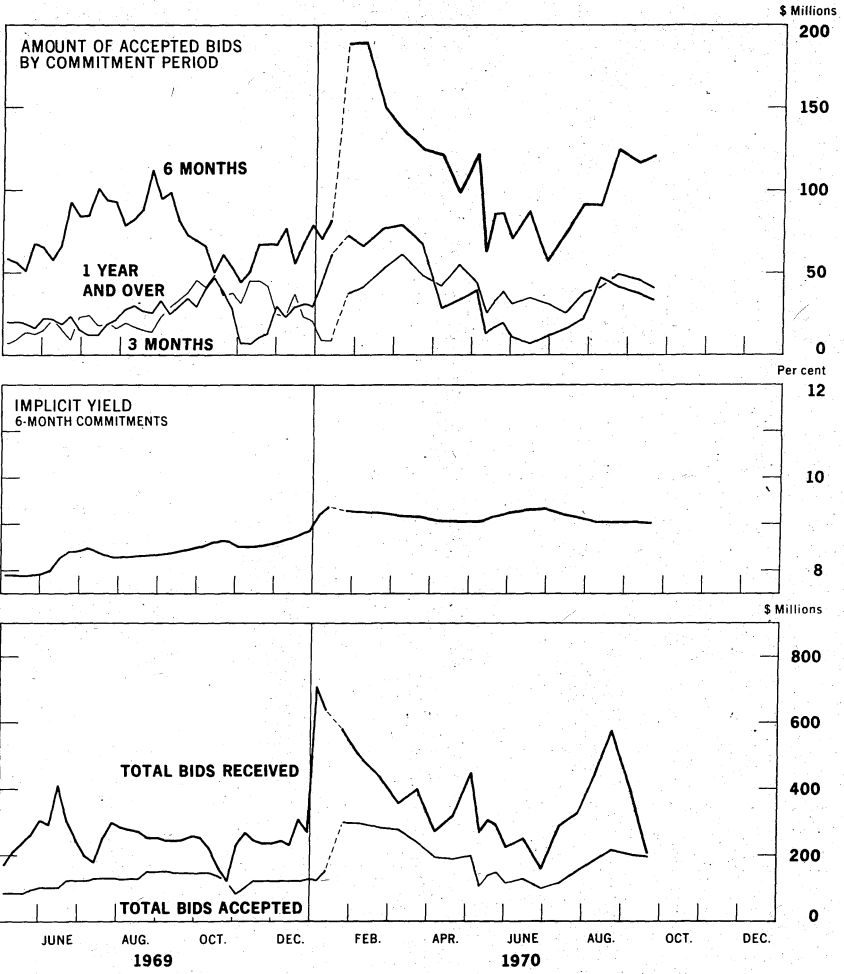 $ Millions
AMOUNT OF ACCEPTED BIDS
BY COMMITMENT PERIOD
200
150
6 MONTHS
100
1 YEAR
AND OVER
50
3 MONTHS
0
Per cent
IMPLICIT YIELD
6-MONTH COMMITMENTS
12
10
8
$ Millions
800
600
TOTAL BIDS RECEIVED
400
200
TOTAL BIDS ACCEPTED
0
JUNE AUG. OCT. DEC. FEB. APR. JUNE AUG. OCT. DEC.
1969 1970